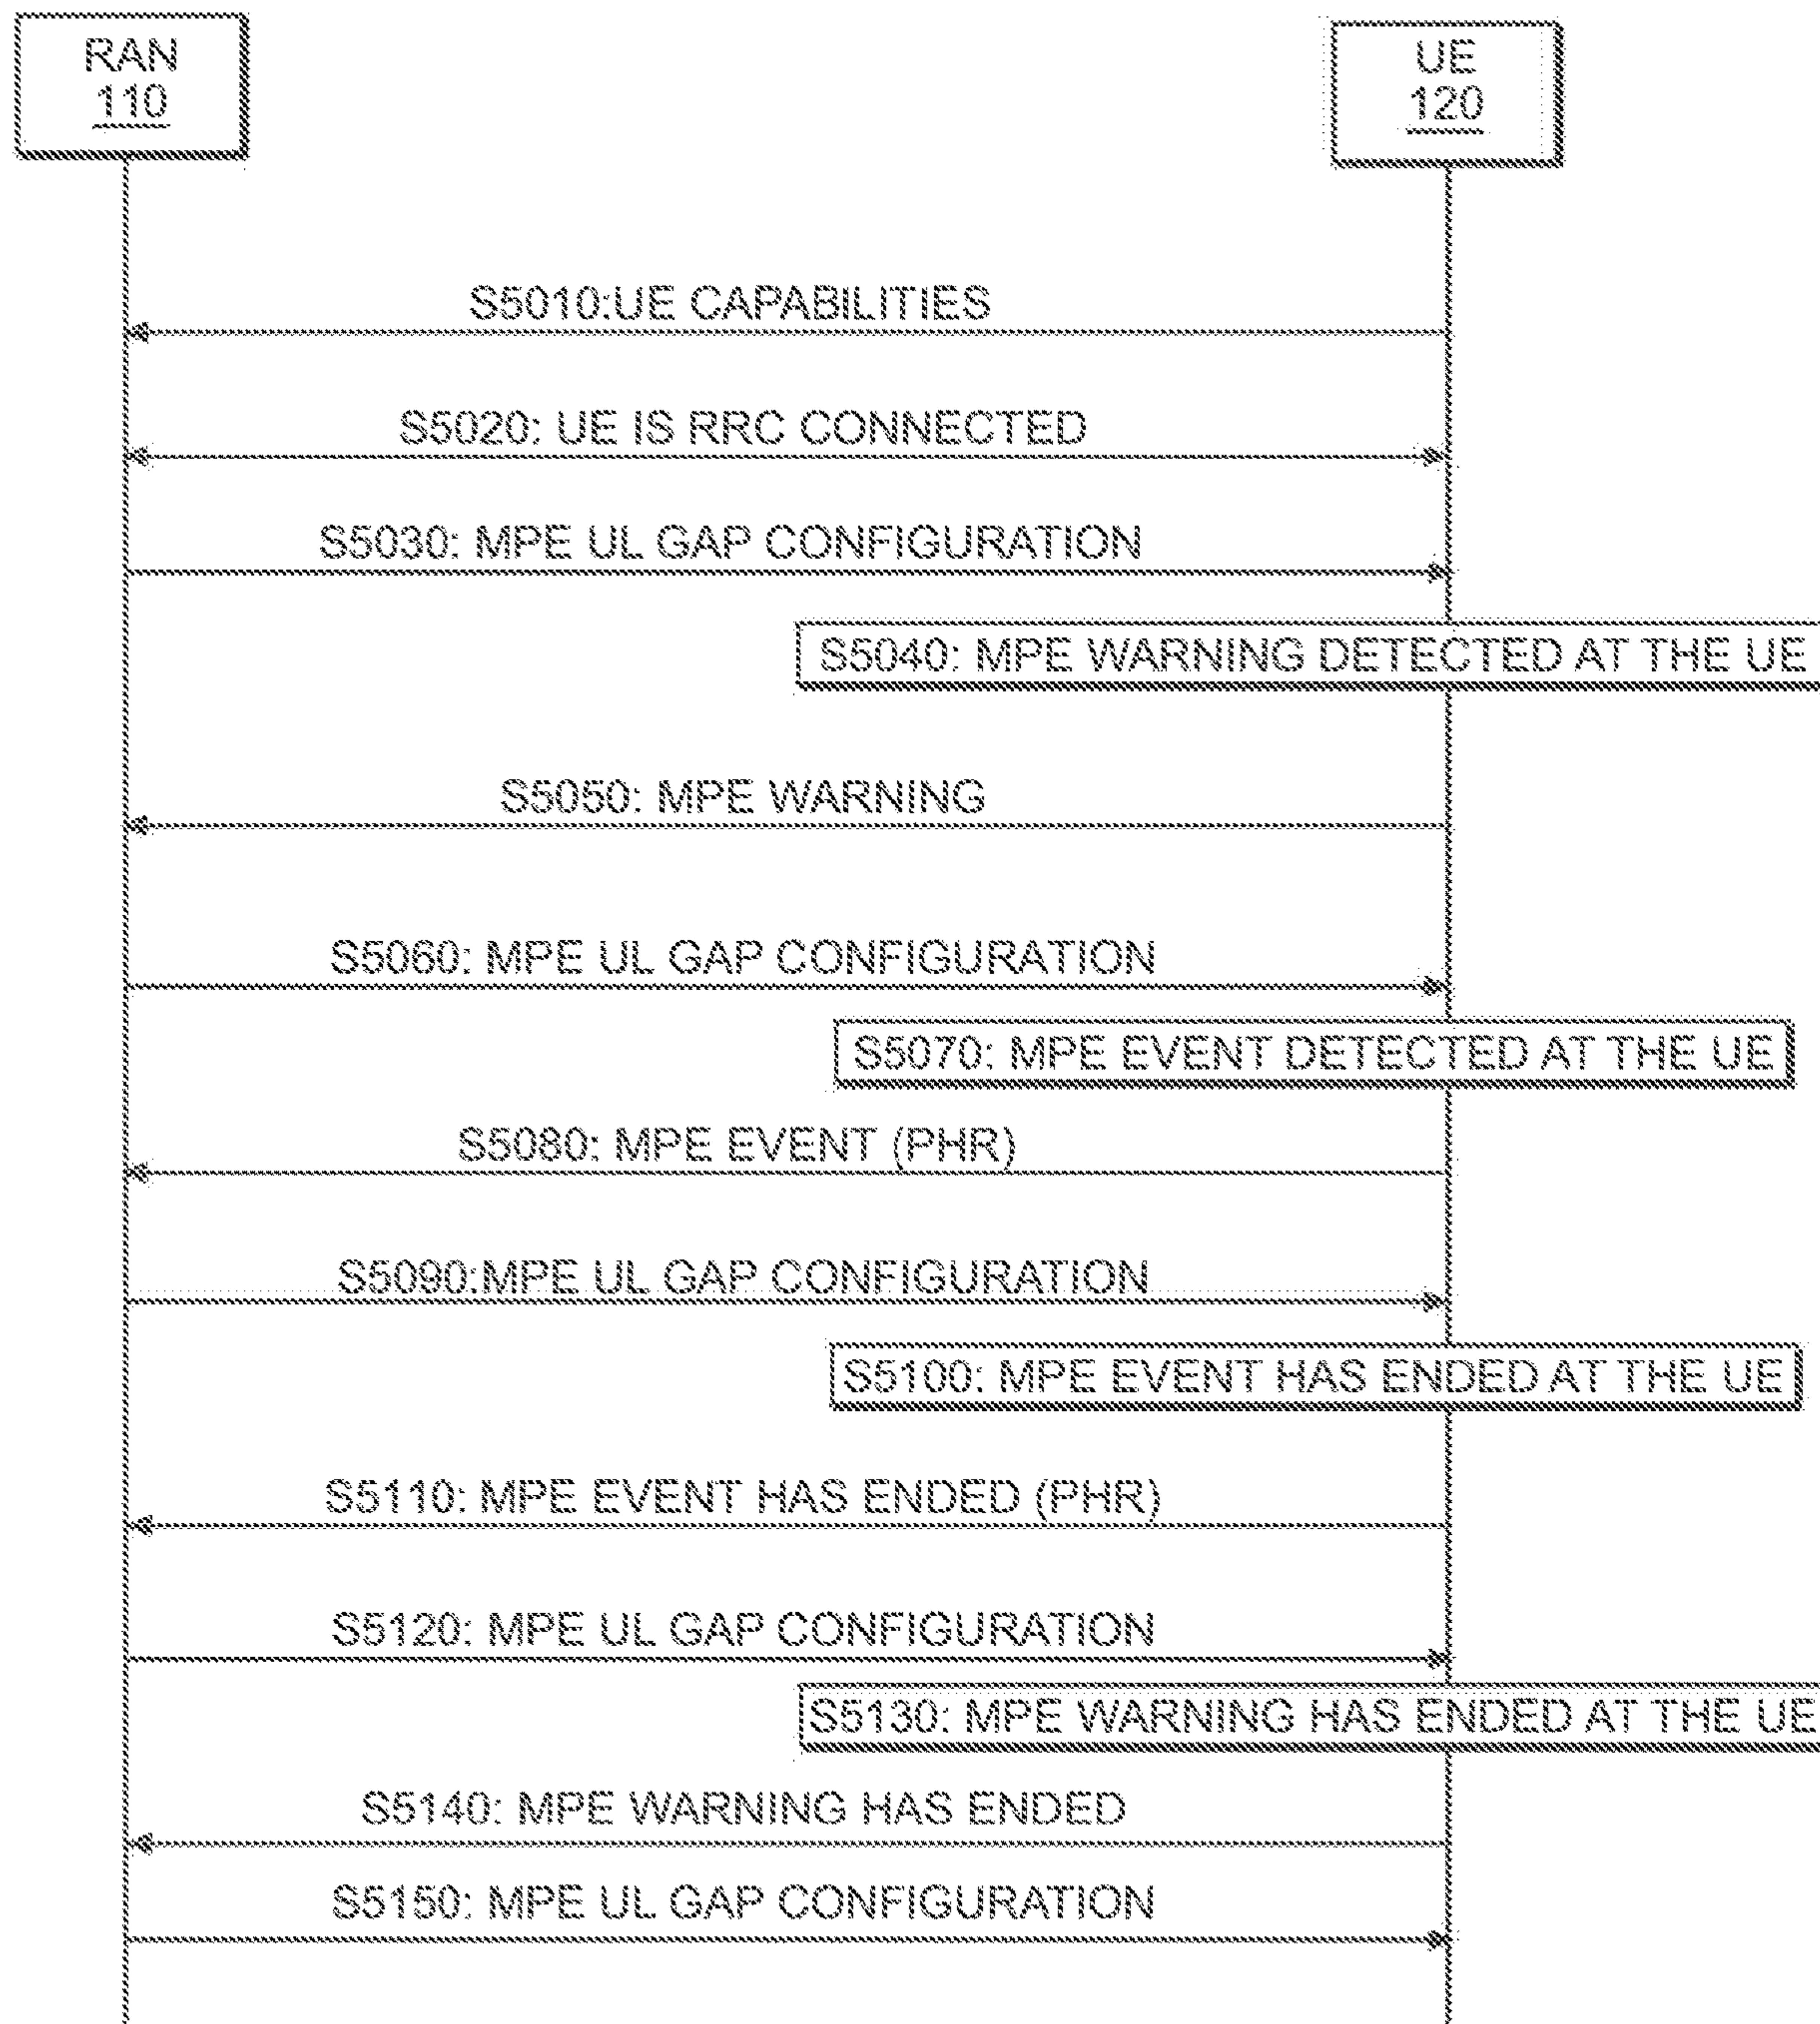 RAN
110
UE
120
S5010:UE CAPABILITIES
S5020: UE IS RRC CONNECTED
S5030: MPE UL GAP CONFIGURATION
S5040: MPE WARNING DETECTED AT THE UE
S5050: MPE WARNING
S5060: MPE UL GAP CONFIGURATION
S5070: MPE EVENT DETECTED AT THE UE
S5080: MPE EVENT (PHR)
S5090:MPE UL GAP CONFIGURATION
S5100: MPE EVENT HAS ENDED AT THE UE
S5110: MPE EVENT HAS ENDED (PHR)
S5120: MPE UL GAP CONFIGURATION
S5130: MPE WARNING HAS ENDED AT THE UE
S5140: MPE WARNING HAS ENDED
S5150: MPE UL GAP CONFIGURATION